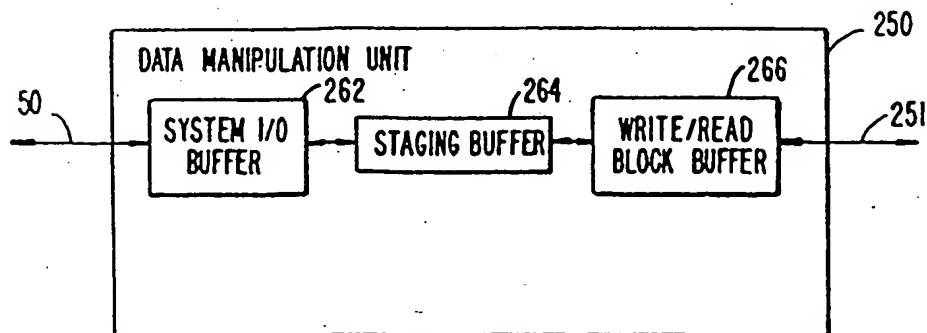 250
DATA MANIPULATION UNIT
50
262
264
266
251
SYSTEM I/O
BUFFER
STAGING BUFFER
WRITE/READ
BLOCK BUFFER